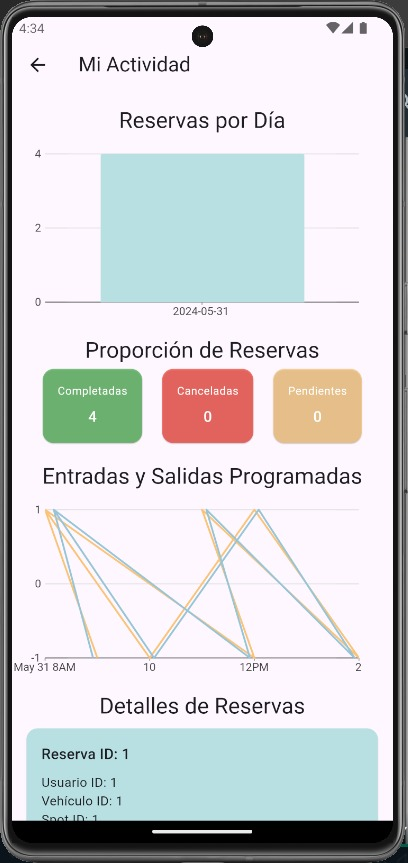 4:34
Mi Actividad
Reservas por Día
4
2
0
2024-05-31
Proporción de Reservas
Completadas Canceladas Pendientes
4 0 0
Entradas y Salidas Programadas
1
0
-1
May 31 8AM 10 12PM 2
Detalles de Reservas
Reserva ID: 1
Usuario ID: 1
Vehículo ID: 1
Spot ID: 1